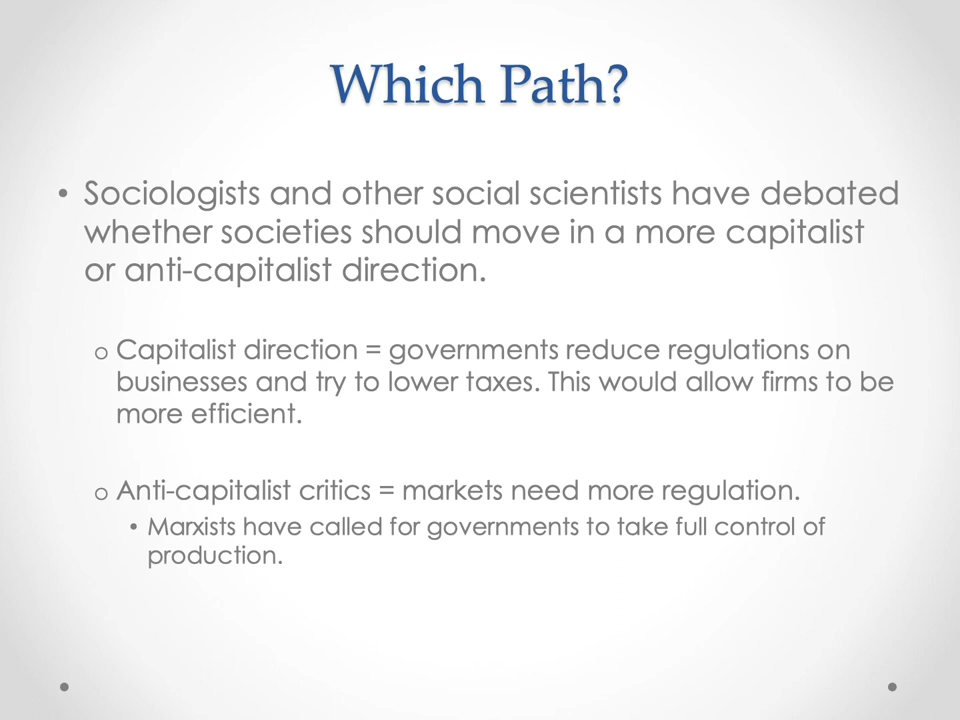 Which Path?
• Sociologists and other social scientists have debated
whether societies should move in a more capitalist
or anti-capitalist direction.
o Capitalist direction = governments reduce regulations on
businesses and try to lower taxes. This would allow firms to be
more efficient.
o Anti-capitalist critics = markets need more regulation.
• Marxists have called for governments to take full control of
production.